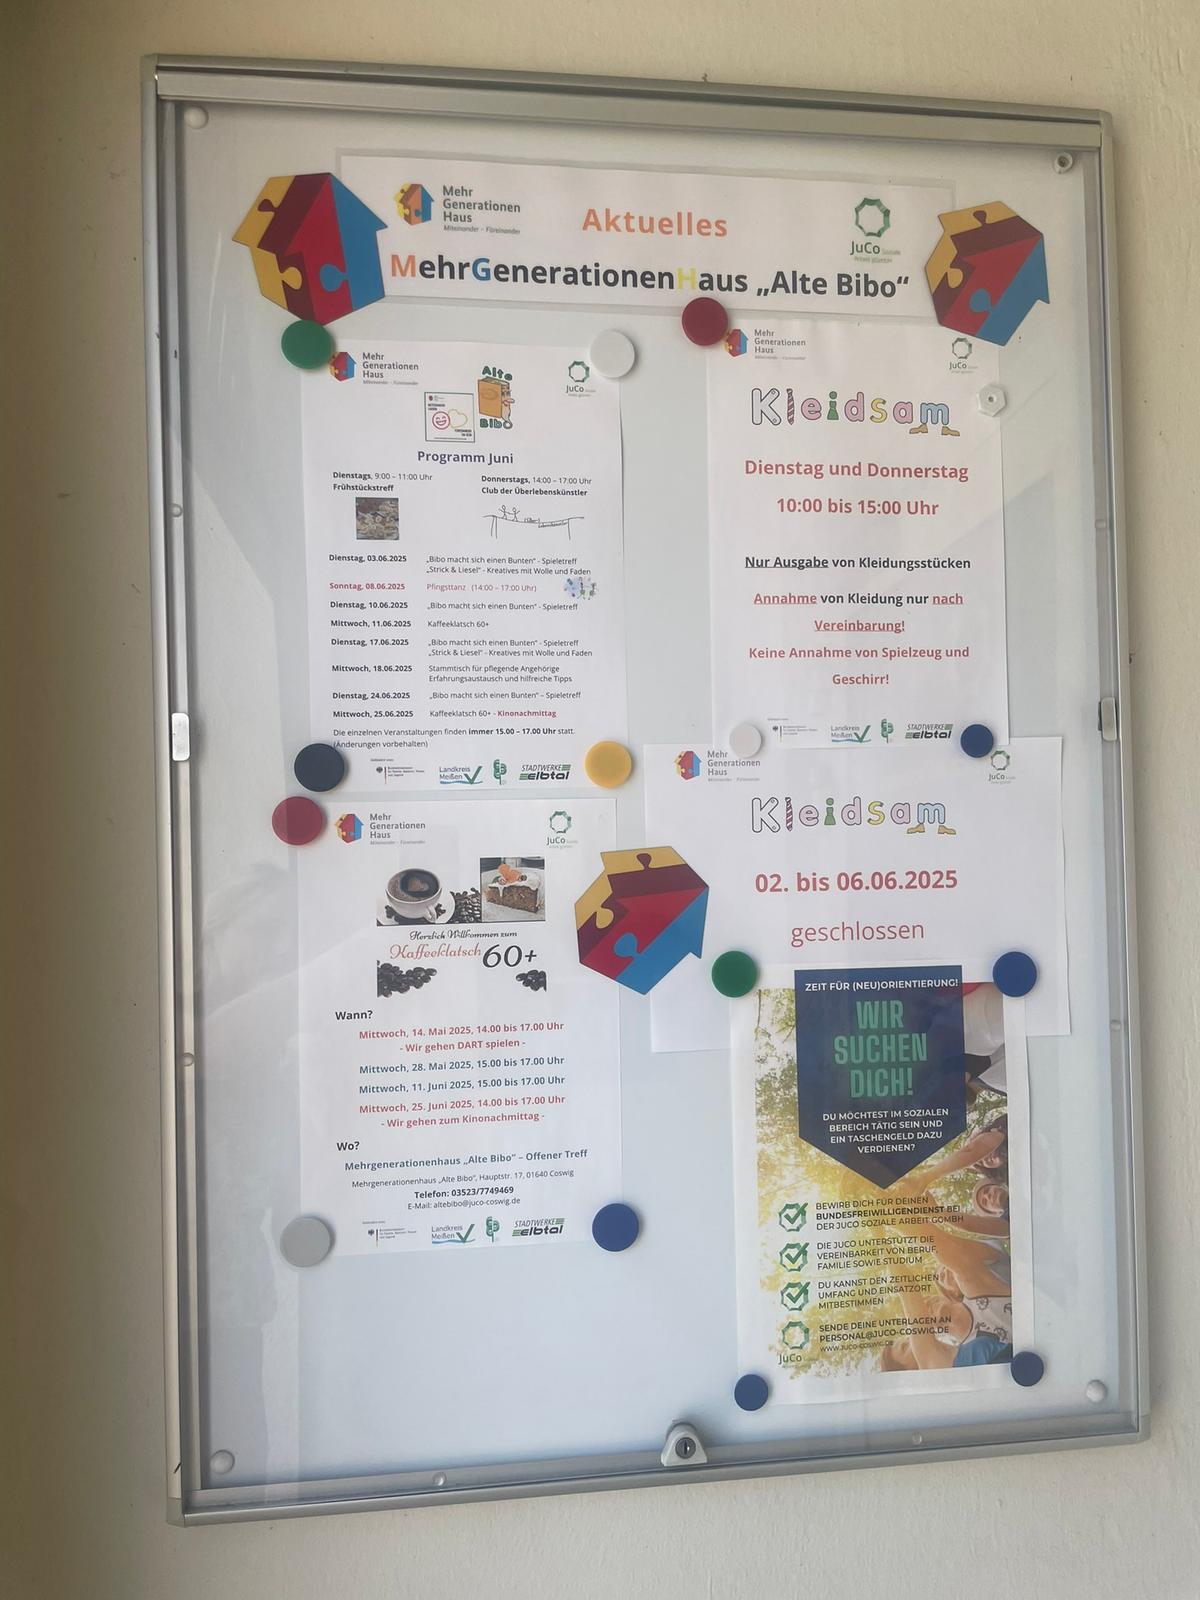 Mehr
Generationen
Haus
Miteinander – Füreinander
Aktuelles
JuCo Soziale
Arbeit gGmbH
MehrGenerationenHaus „Alte Bibo“
Mehr
Generationen
Haus
Miteinander – Füreinander
Alte
Bibo
JuCo
Programm Juni
Dienstags, 9:00 – 11:00 Uhr
Frühstückstreff
Donnerstags, 14:00 – 17:00 Uhr
Club der Überlebenskünstler
Dienstag, 03.06.2025 „Bibo macht sich einen Bunten“ - Spieletreff
„Strick & Liesel“ - Kreatives mit Wolle und Faden
Sonntag, 08.06.2025 Pfingsttanz (14:00 – 17:00 Uhr)
Dienstag, 10.06.2025 „Bibo macht sich einen Bunten“ - Spieletreff
Mittwoch, 11.06.2025 Kaffeeklatsch 60+
Dienstag, 17.06.2025 „Bibo macht sich einen Bunten“ - Spieletreff
„Strick & Liesel“ - Kreatives mit Wolle und Faden
Mittwoch, 18.06.2025 Stammtisch für pflegende Angehörige
Erfahrungsaustausch und hilfreiche Tipps
Dienstag, 24.06.2025 „Bibo macht sich einen Bunten“ – Spieletreff
Mittwoch, 25.06.2025 Kaffeeklatsch 60+ - Kinonachmittag
Die einzelnen Veranstaltungen finden immer 15.00 – 17.00 Uhr statt.
(Änderungen vorbehalten)
Landkreis
Meißen
STADTWERKE
elbtal
Mehr
Generationen
Haus
JuCo
Kleidsam
Dienstag und Donnerstag
10:00 bis 15:00 Uhr
Nur Ausgabe von Kleidungsstücken
Annahme von Kleidung nur nach
Vereinbarung!
Keine Annahme von Spielzeug und
Geschirr!
Landkreis
Meißen
STADTWERKE
elbtal
Mehr
Generationen
Haus
Miteinander – Füreinander
JuCo
Herzlich Willkommen zum
Kaffeeklatsch 60+
Wann?
Mittwoch, 14. Mai 2025, 14.00 bis 17.00 Uhr
- Wir gehen DART spielen -
Mittwoch, 28. Mai 2025, 15.00 bis 17.00 Uhr
Mittwoch, 11. Juni 2025, 15.00 bis 17.00 Uhr
Mittwoch, 25. Juni 2025, 14.00 bis 17.00 Uhr
- Wir gehen zum Kinonachmittag -
Wo?
Mehrgenerationenhaus „Alte Bibo“ – Offener Treff
Mehrgenerationenhaus „Alte Bibo“, Hauptstr. 17, 01640 Coswig
Telefon: 03523/7749469
E-Mail: altebibo@juco-coswig.de
Landkreis
Meißen
STADTWERKE
elbtal
Mehr
Generationen
Haus
JuCo
Kleidsam
02. bis 06.06.2025
geschlossen
ZEIT FÜR (NEU)ORIENTIERUNG!
WIR
SUCHEN
DICH!
DU MÖCHTEST IM SOZIALEN
BEREICH TÄTIG SEIN UND
EIN TASCHENGELD DAZU
VERDIENEN?
BEWIRB DICH FÜR DEINEN
BUNDESFREIWILLIGENDIENST BEI
DER JUCO SOZIALE ARBEIT GGMBH
DIE JUCO UNTERSTÜTZT DIE
VEREINBARKEIT VON BERUF,
FAMILIE SOWIE STUDIUM
DU KANNST DEN ZEITLICHEN
UMFANG UND EINSATZORT
MITBESTIMMEN
SENDE DEINE UNTERLAGEN AN
PERSONAL@JUCO-COSWIG.DE
WWW.JUCO-COSWIG.DE
JuCo